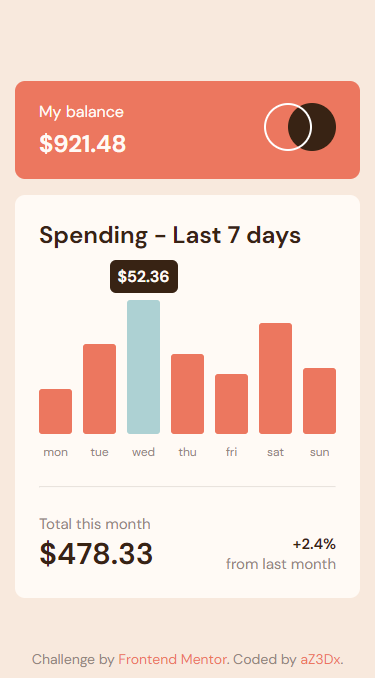 My balance
$921.48
Spending - Last 7 days
$52.36
mon tue wed thu fri sat sun
Total this month
$478.33
+2.4%
from last month
Challenge by Frontend Mentor. Coded by aZ3Dx.